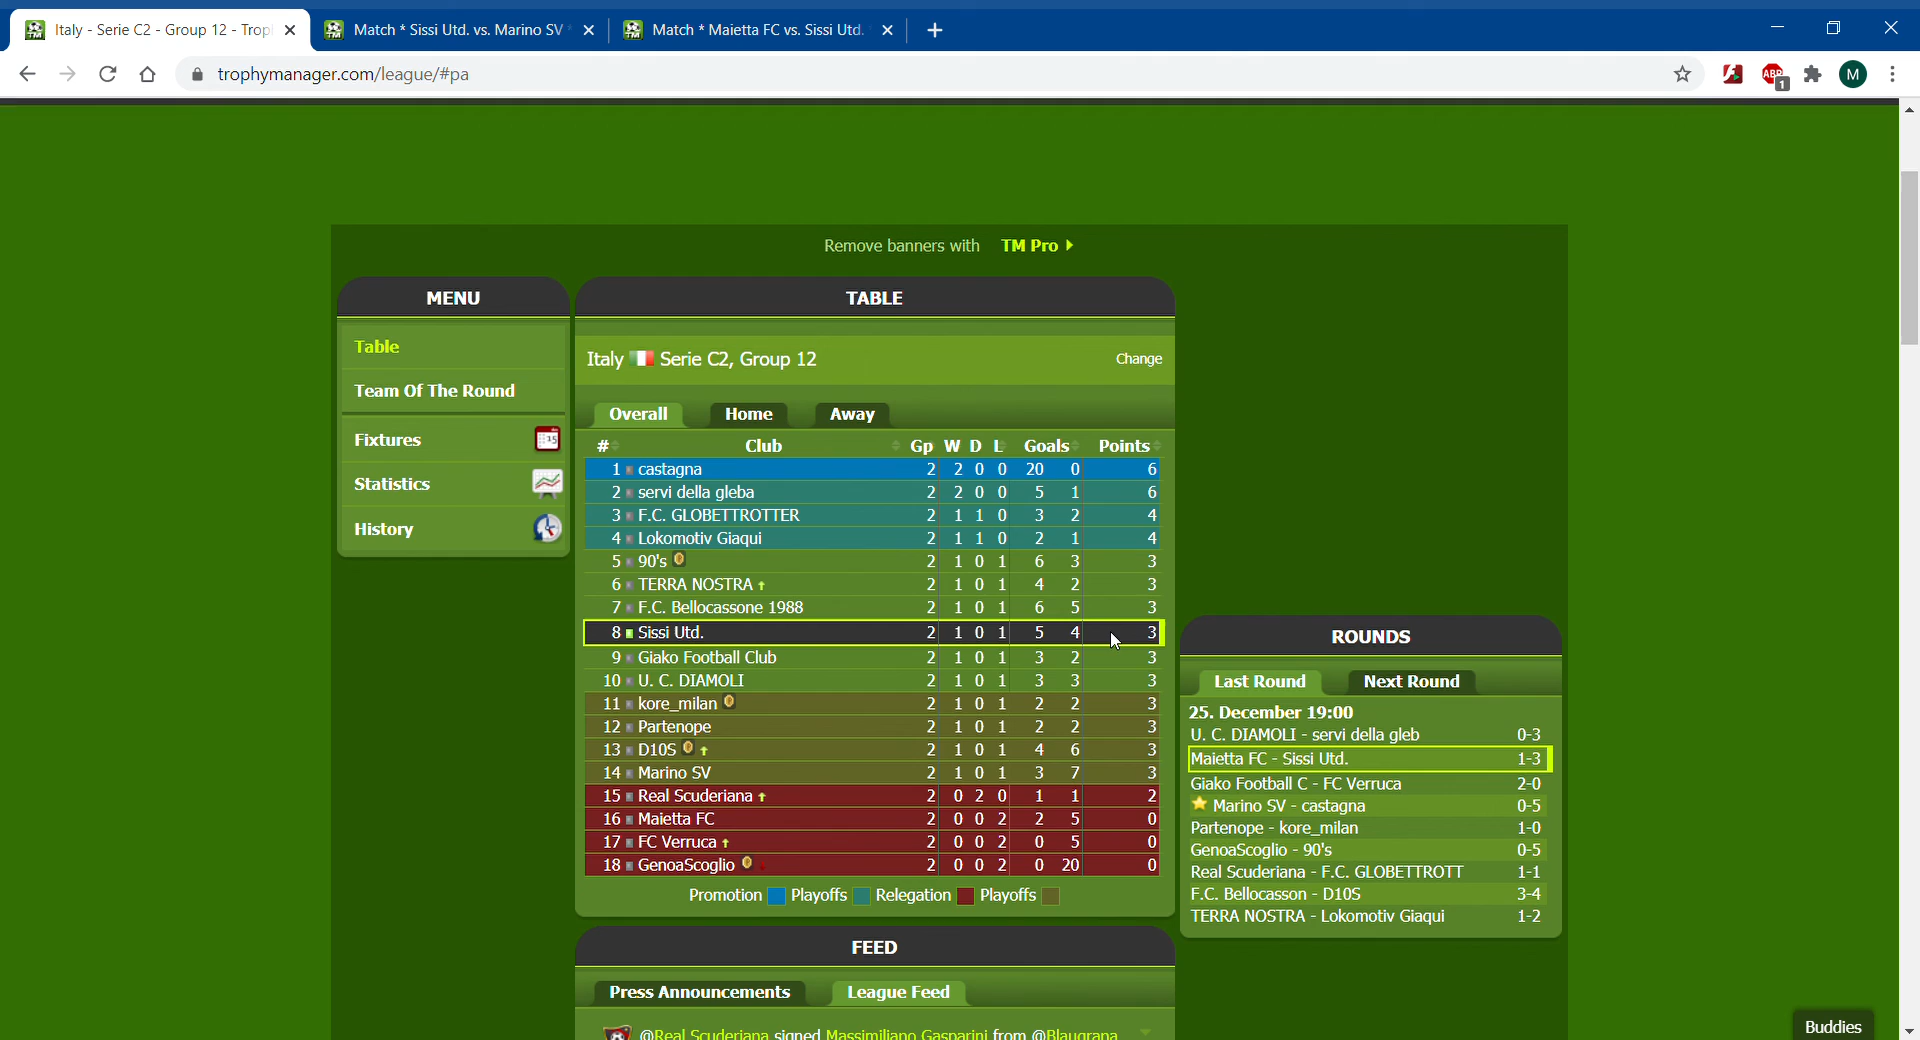 Italy - Serie C2 - Group 12 - Trop
Match * Sissi Utd. vs. Marino SV *
Match * Maietta FC vs. Sissi Utd.
trophymanager.com/league/#pa
ABP
1
M
Remove banners with TM Pro
MENU
Table
Team Of The Round
Fixtures
15
Statistics
History
TABLE
Italy Serie C2, Group 12 Change
Overall Home Away
# Club Gp W D L Goals Points
1 castagna 2 2 0 0 20 0 6
2 servi della gleba 2 2 0 0 5 1 6
3 F.C. GLOBETTROTTER 2 1 1 0 3 2 4
4 Lokomotiv Giaqui 2 1 1 0 2 1 4
5 90's 2 1 0 1 6 3 3
6 TERRA NOSTRA 2 1 0 1 4 2 3
7 F.C. Bellocassone 1988 2 1 0 1 6 5 3
8 Sissi Utd. 2 1 0 1 5 4 3
9 Giako Football Club 2 1 0 1 3 2 3
10 U. C. DIAMOLI 2 1 0 1 3 3 3
11 kore_milan 2 1 0 1 2 2 3
12 Partenope 2 1 0 1 2 2 3
13 D10S 2 1 0 1 4 6 3
14 Marino SV 2 1 0 1 3 7 3
15 Real Scuderiana 2 0 2 0 1 1 2
16 Maietta FC 2 0 0 2 2 5 0
17 FC Verruca 2 0 0 2 0 5 0
18 GenoaScoglio 2 0 0 2 0 20 0
Promotion Playoffs Relegation Playoffs
ROUNDS
Last Round Next Round
25. December 19:00
U. C. DIAMOLI - servi della gleb 0-3
Maietta FC - Sissi Utd. 1-3
Giako Football C - FC Verruca 2-0
Marino SV - castagna 0-5
Partenope - kore_milan 1-0
GenoaScoglio - 90's 0-5
Real Scuderiana - F.C. GLOBETTROTT 1-1
F.C. Bellocasson - D10S 3-4
TERRA NOSTRA - Lokomotiv Giaqui 1-2
FEED
Press Announcements League Feed
@Real Scuderiana signed Massimiliano Gasparini from @Blaugrana
Buddies